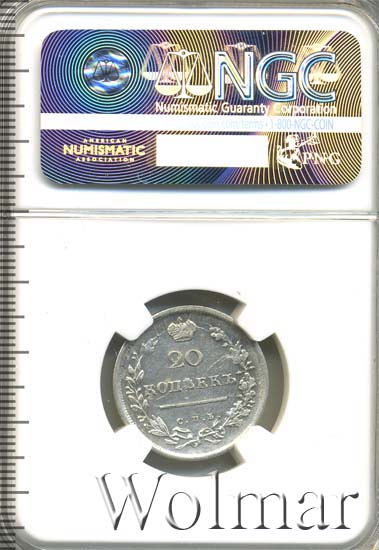 NGC
Numismatic Guaranty Corporation
1-800-NGC-COIN
AMERICAN
NUMISMATIC
ASSOCIATION
PNG
20
КОПѢЕКЪ
С.П.Б.
Wolmar